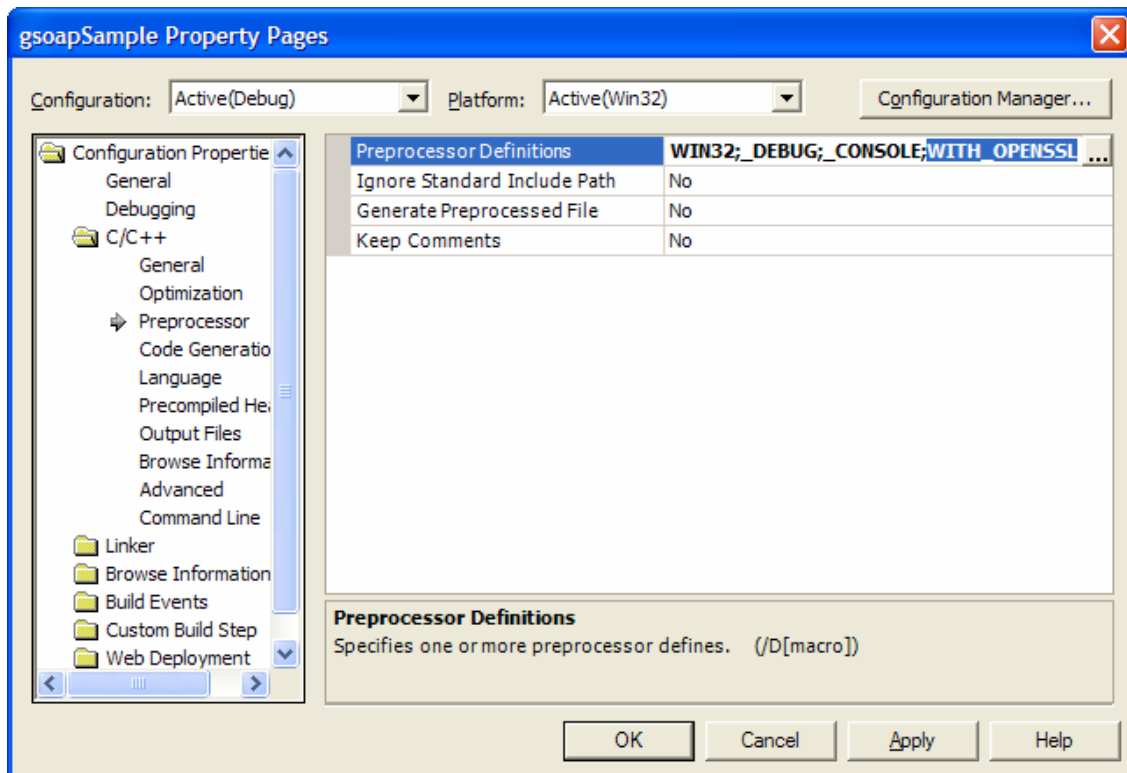 gsoapSample Property Pages
Configuration: Active(Debug) Platform: Active(Win32) Configuration Manager...
Configuration Propertie
General
Debugging
C/C++
General
Optimization
Preprocessor
Code Generatio
Language
Precompiled Hea
Output Files
Browse Informa
Advanced
Command Line
Linker
Browse Information
Build Events
Custom Build Step
Web Deployment
Preprocessor Definitions WIN32;_DEBUG;_CONSOLE;WITH_OPENSSL ...
Ignore Standard Include Path No
Generate Preprocessed File No
Keep Comments No
Preprocessor Definitions
Specifies one or more preprocessor defines. (/D[macro])
OK Cancel Apply Help